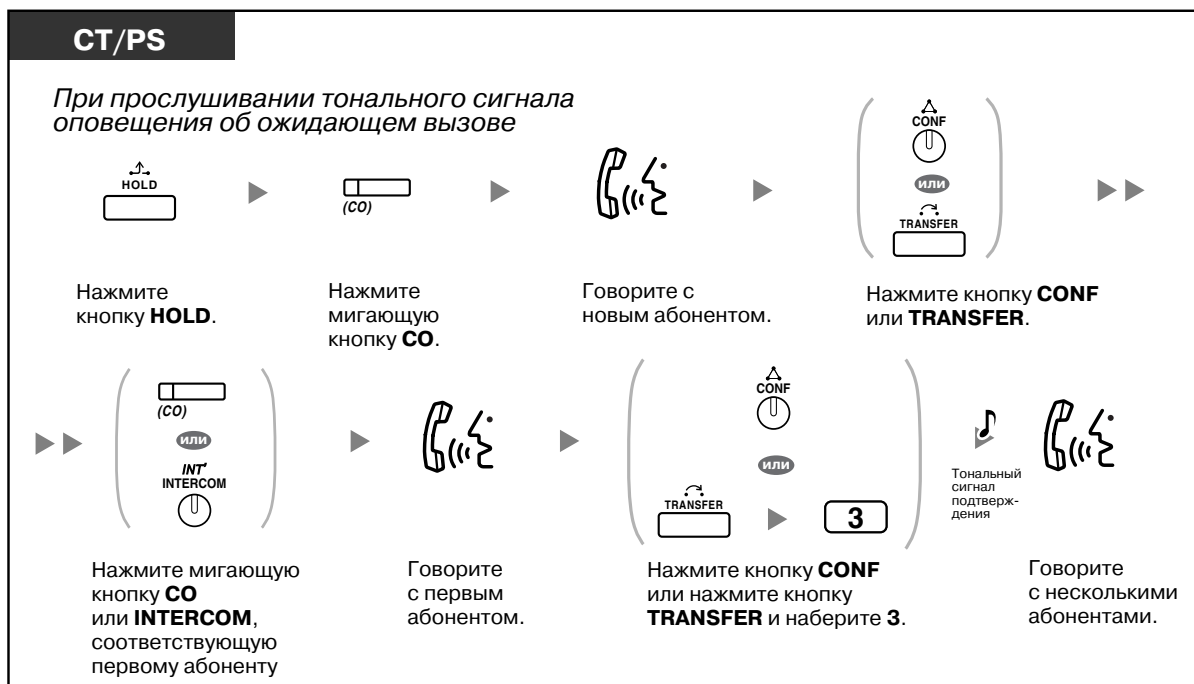 CT/PS
При прослушивании тонального сигнала
оповещения об ожидающем вызове
HOLD
(CO)
CONF
или
TRANSFER
Нажмите
кнопку HOLD.
Нажмите
мигающую
кнопку CO.
Говорите с
новым абонентом.
Нажмите кнопку CONF
или TRANSFER.
(CO)
или
INT'
INTERCOM
CONF
или
TRANSFER
3
Тональный
сигнал
подтверж-
дения
Нажмите мигающую
кнопку CO
или INTERCOM,
соответствующую
первому абоненту
Говорите
с первым
абонентом.
Нажмите кнопку CONF
или нажмите кнопку
TRANSFER и наберите 3.
Говорите
с несколькими
абонентами.